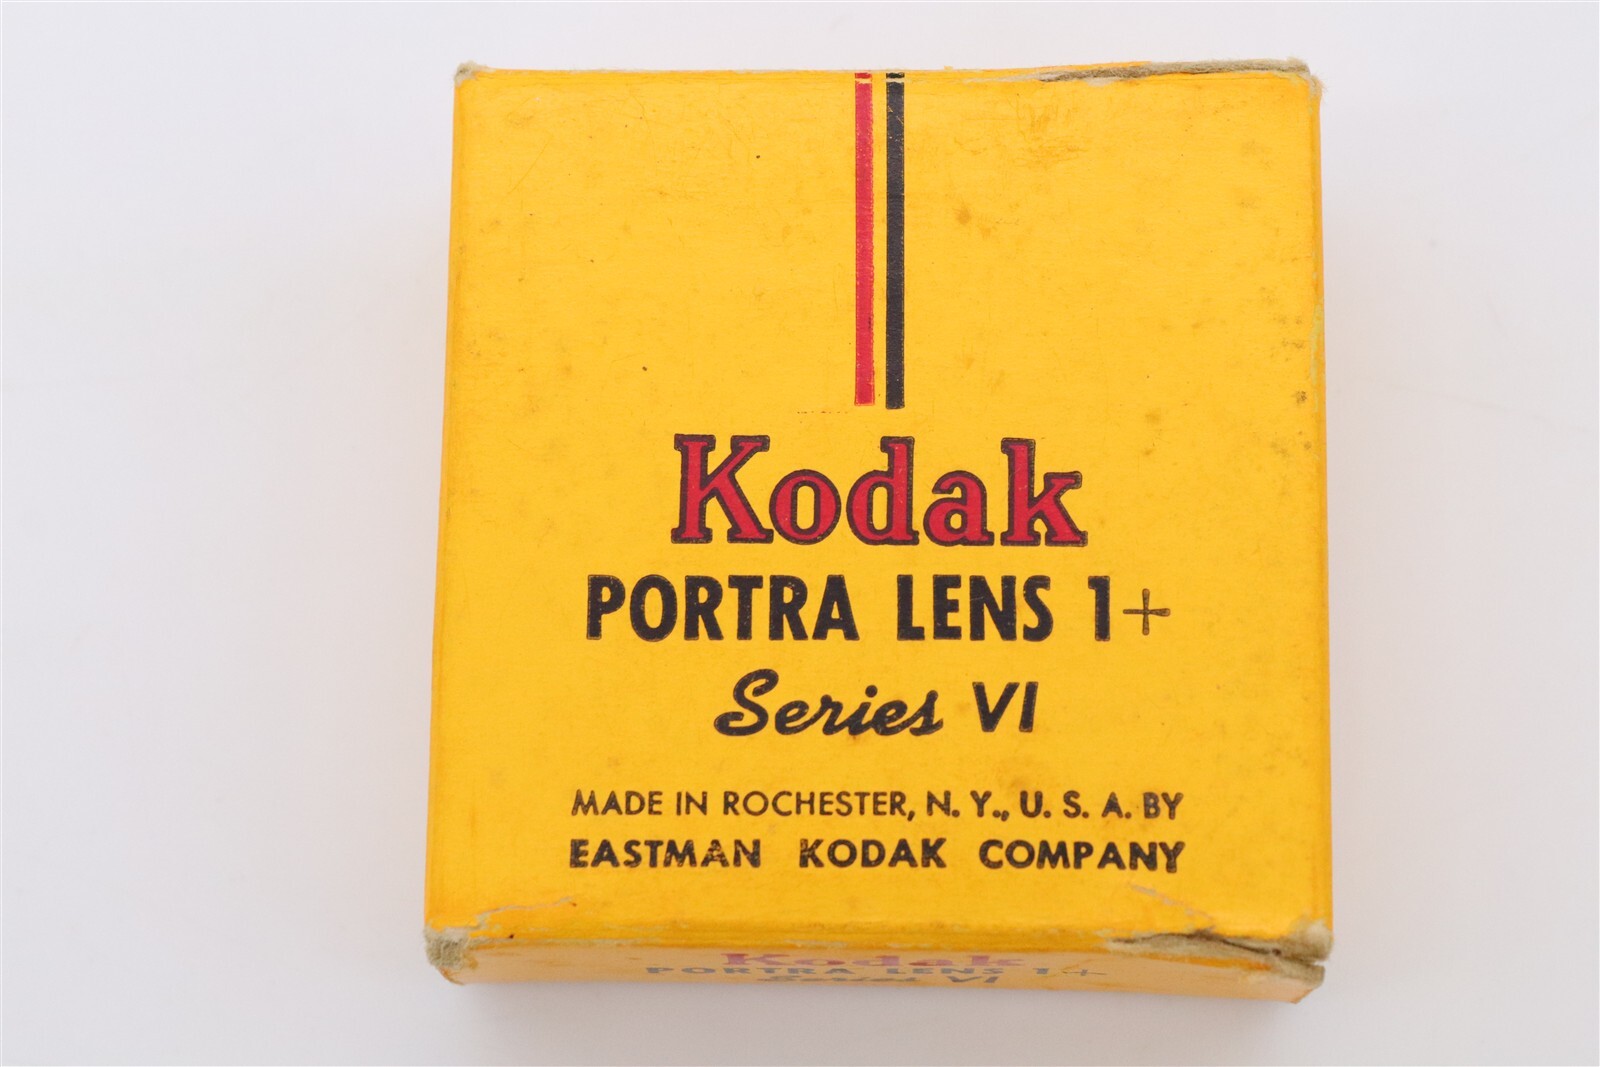 Kodak
PORTRA LENS 1+
Series VI
MADE IN ROCHESTER, N. Y., U. S. A. BY
EASTMAN KODAK COMPANY
Kodak
PORTRA LENS 1+
Series VI